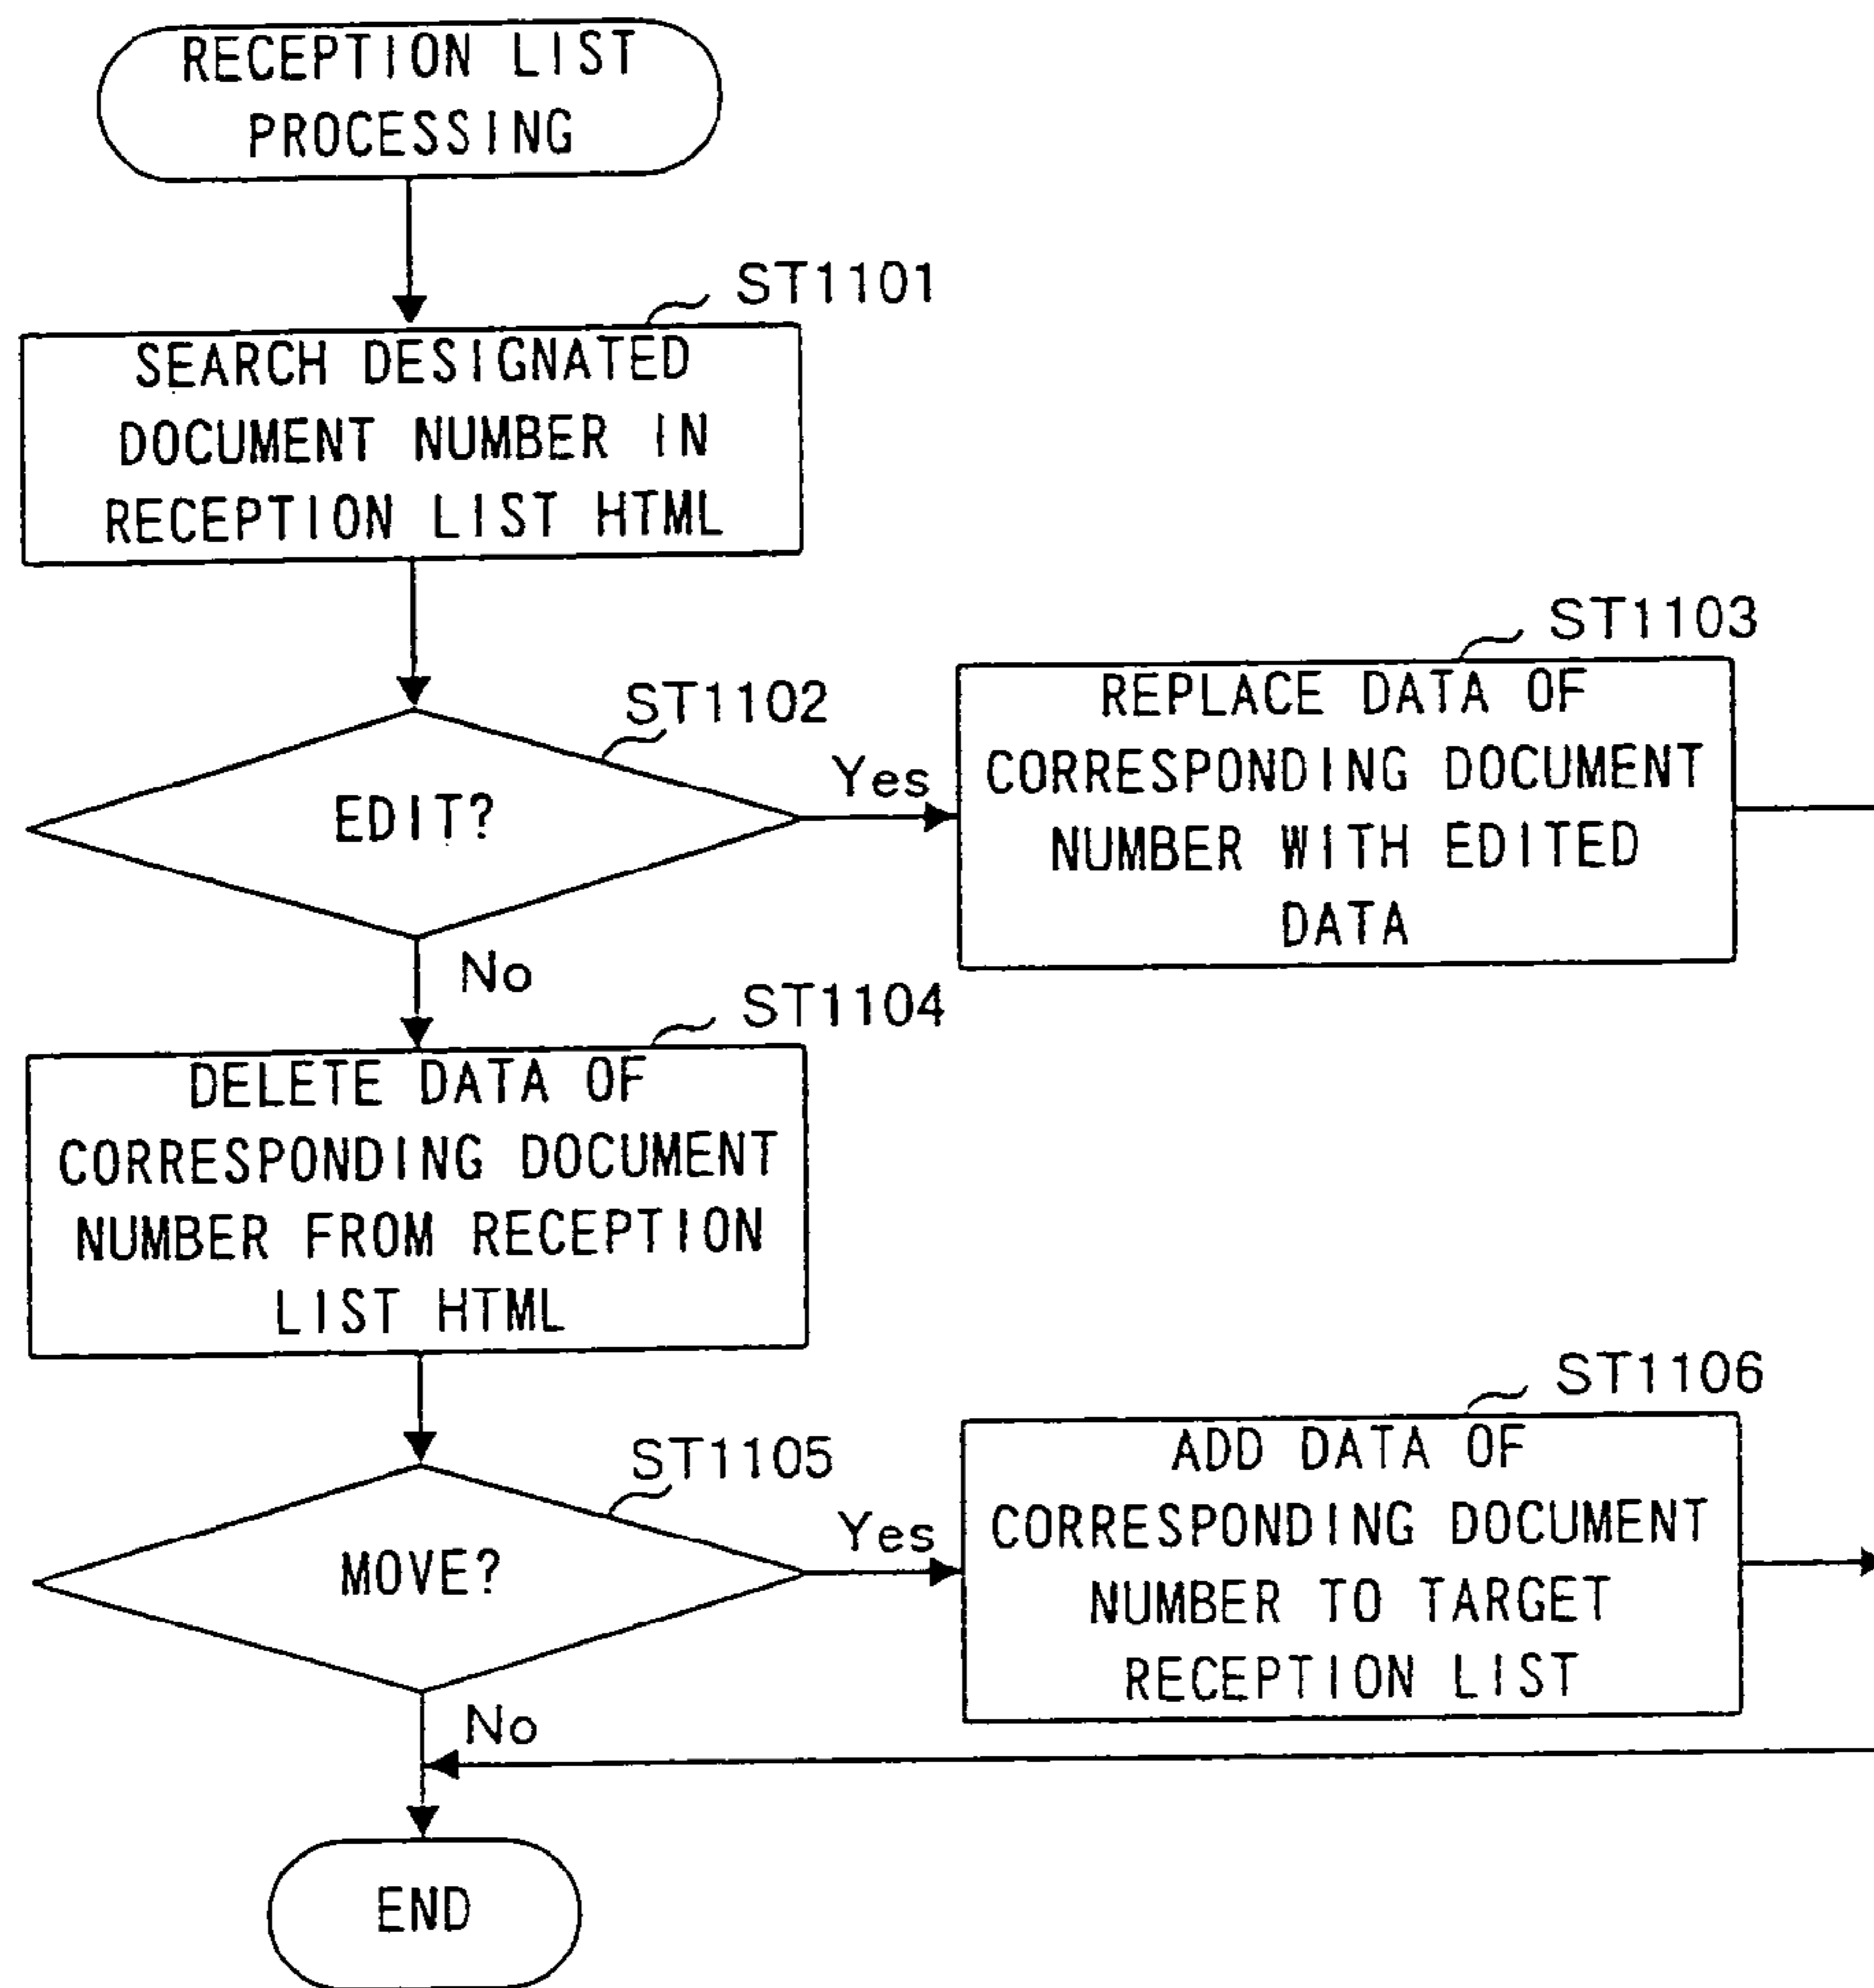 RECEPTION LIST
PROCESSING
ST1101
SEARCH DESIGNATED
DOCUMENT NUMBER IN
RECEPTION LIST HTML
ST1102
EDIT?
Yes
ST1103
REPLACE DATA OF
CORRESPONDING DOCUMENT
NUMBER WITH EDITED
DATA
No
ST1104
DELETE DATA OF
CORRESPONDING DOCUMENT
NUMBER FROM RECEPTION
LIST HTML
ST1105
MOVE?
Yes
ST1106
ADD DATA OF
CORRESPONDING DOCUMENT
NUMBER TO TARGET
RECEPTION LIST
No
END